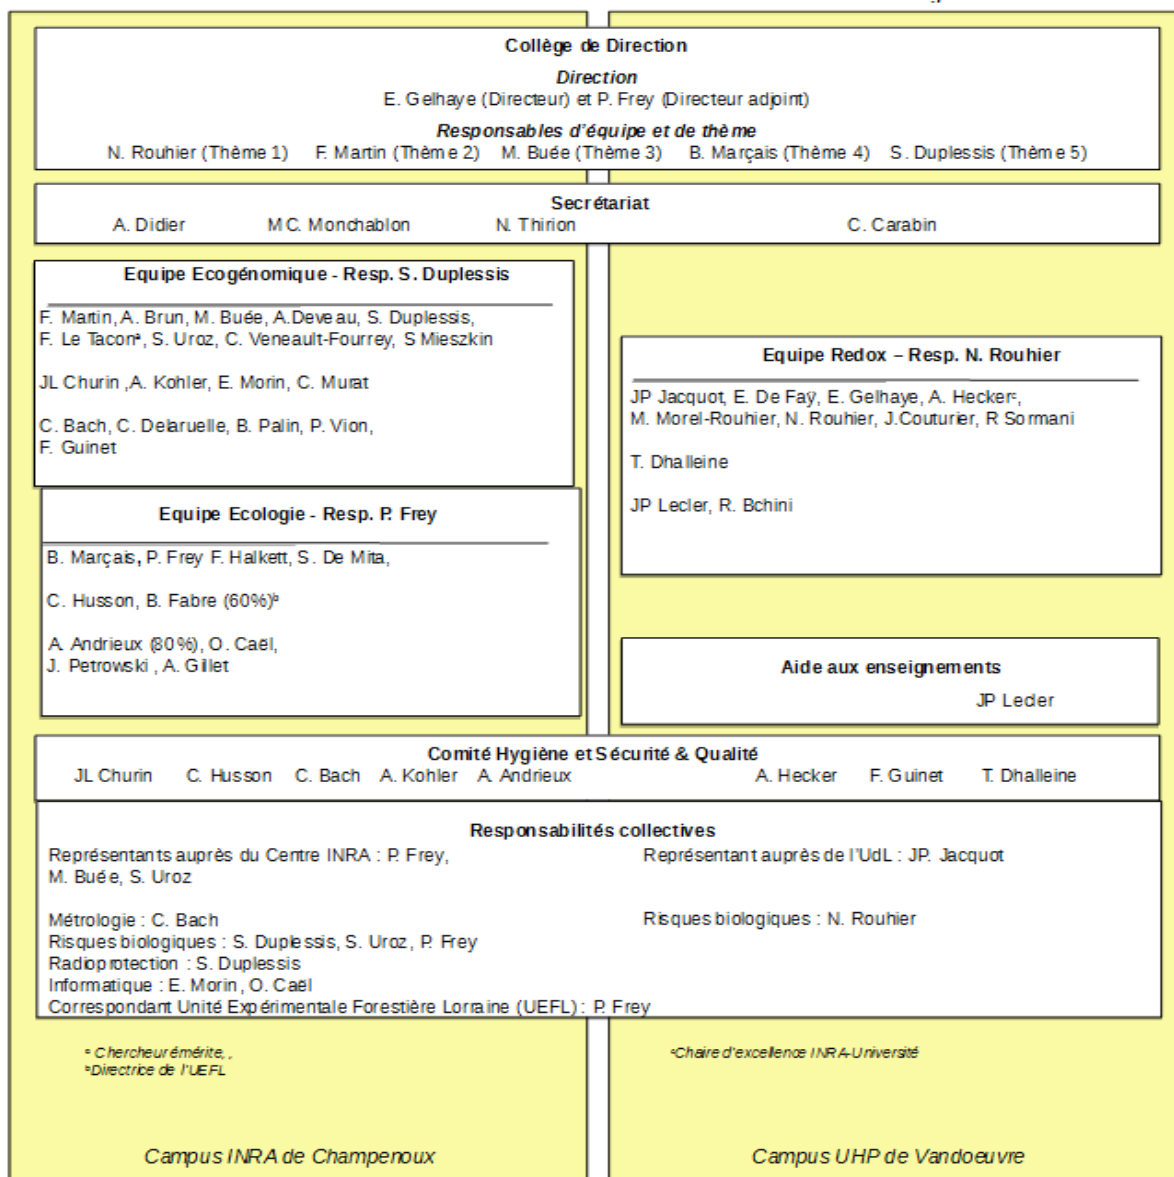 Collège de Direction
Direction
E. Gelhaye (Directeur) et P. Frey (Directeur adjoint)
Responsables d'équipe et de thème
N. Rouhier (Thème 1) F. Martin (Thème 2) M. Buée (Thème 3) B. Marçais (Thème 4) S. Duplessis (Thème 5)
Secrétariat
A. Didier MC. Monchablon N. Thirion C. Carabin
Equipe Ecogénomique - Resp. S. Duplessis
F. Martin, A. Brun, M. Buée, A.Deveau, S. Duplessis,
F. Le Taconᵃ, S. Uroz, C. Veneault-Fourrey, S Mieszkin
JL Churin ,A. Kohler, E. Morin, C. Murat
C. Bach, C. Delaruelle, B. Palin, P. Vion,
F. Guinet
Equipe Redox – Resp. N. Rouhier
JP Jacquot, E. De Faÿ, E. Gelhaye, A. Heckerᶜ,
M. Morel-Rouhier, N. Rouhier, J.Couturier, R Sormani
T. Dhalleine
JP Lecler, R. Bchini
Equipe Ecologie - Resp. P. Frey
B. Marçais, P. Frey F. Halkett, S. De Mita,
C. Husson, B. Fabre (60%)ᵇ
A. Andrieux (80%), O. Caël,
J. Petrowski , A. Gillet
Aide aux enseignements
JP Lecler
Comité Hygiène et Sécurité & Qualité
JL Churin C. Husson C. Bach A. Kohler A. Andrieux A. Hecker F. Guinet T. Dhalleine
Responsabilités collectives
Représentants auprès du Centre INRA : P. Frey,
M. Buée, S. Uroz
Représentant auprès de l'UdL : JP. Jacquot
Métrologie : C. Bach
Risques biologiques : S. Duplessis, S. Uroz, P. Frey
Radioprotection : S. Duplessis
Informatique : E. Morin, O. Caël
Correspondant Unité Expérimentale Forestière Lorraine (UEFL) : P. Frey
Risques biologiques : N. Rouhier
ᵃ Chercheur émérite, ,
ᵇDirectrice de l'UEFL
ᶜChaire d'excellence INRA-Université
Campus INRA de Champenoux
Campus UHP de Vandoeuvre